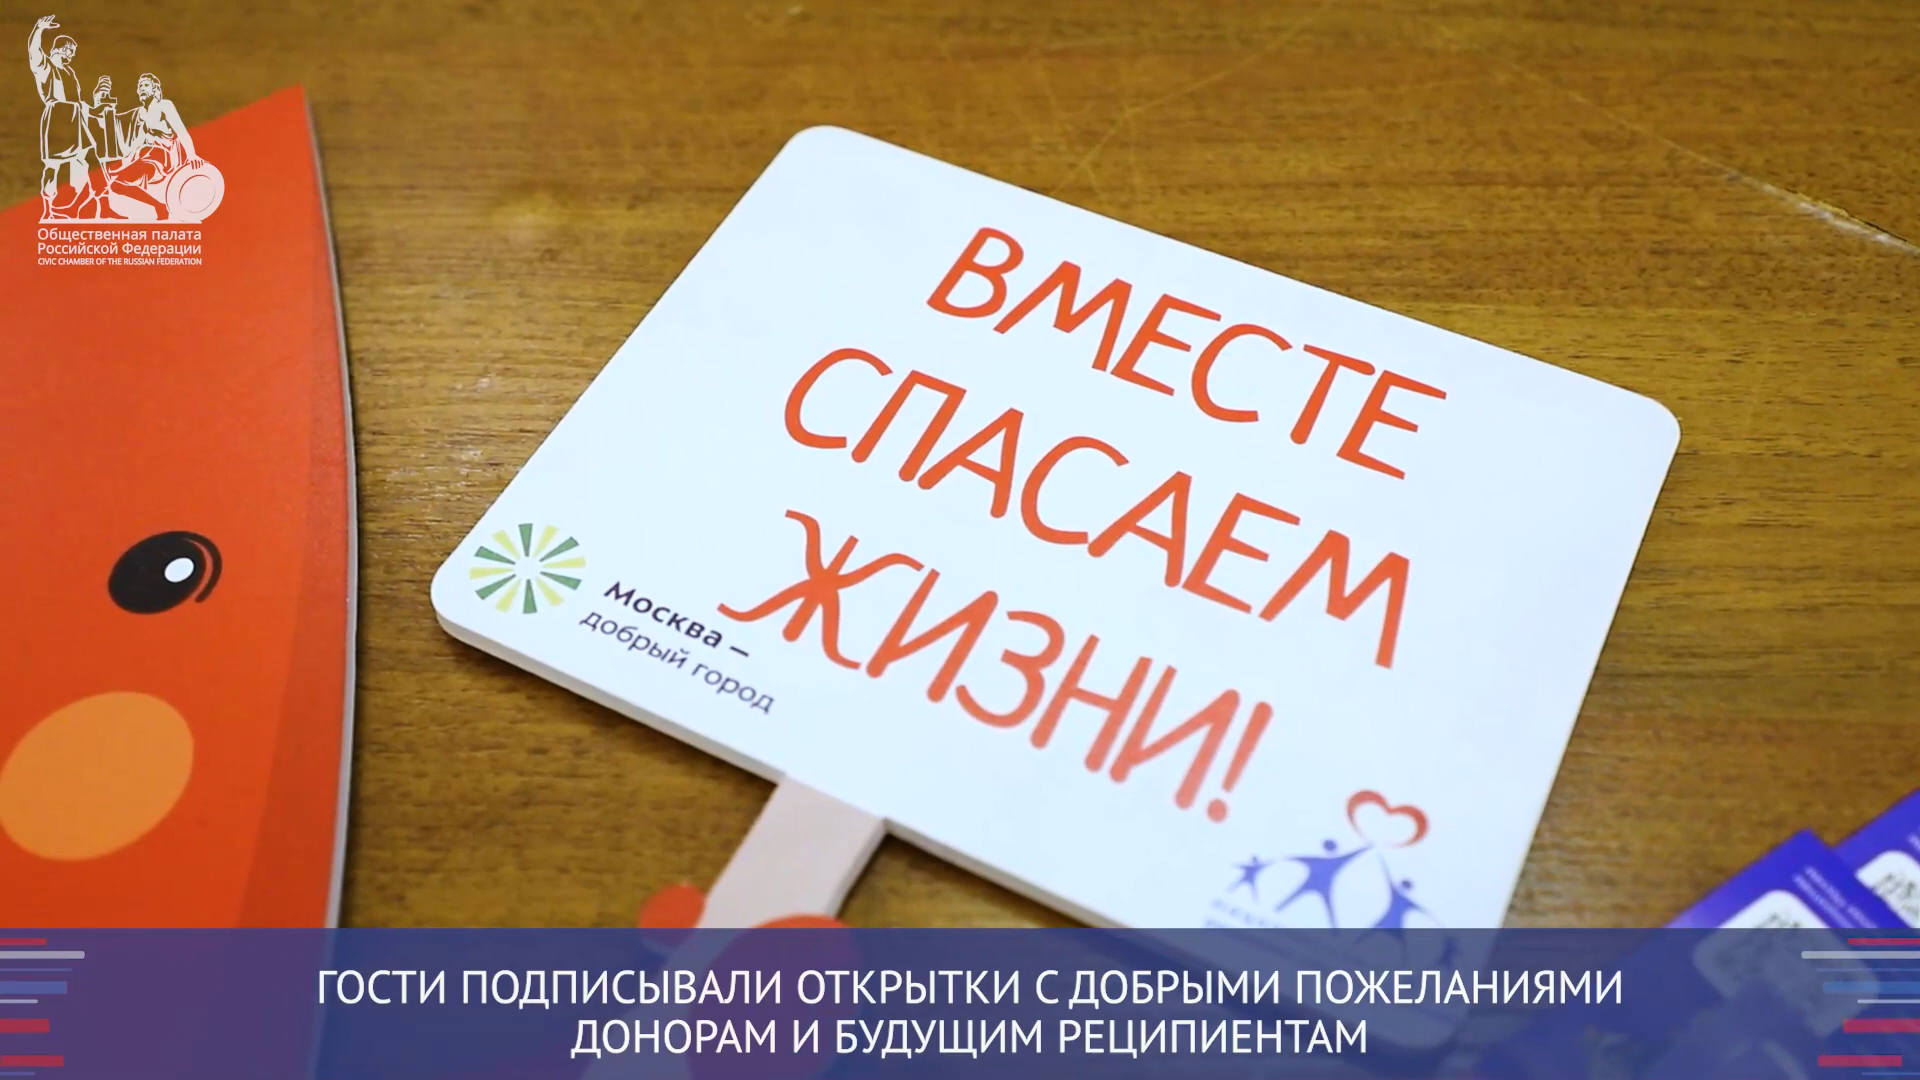 Общественная палата
Российской Федерации
CIVIC CHAMBER OF THE RUSSIAN FEDERATION
ВМЕСТЕ
СПАСАЕМ
ЖИЗНИ!
Москва –
добрый город
ГОСТИ ПОДПИСЫВАЛИ ОТКРЫТКИ С ДОБРЫМИ ПОЖЕЛАНИЯМИ
ДОНОРАМ И БУДУЩИМ РЕЦИПИЕНТАМ